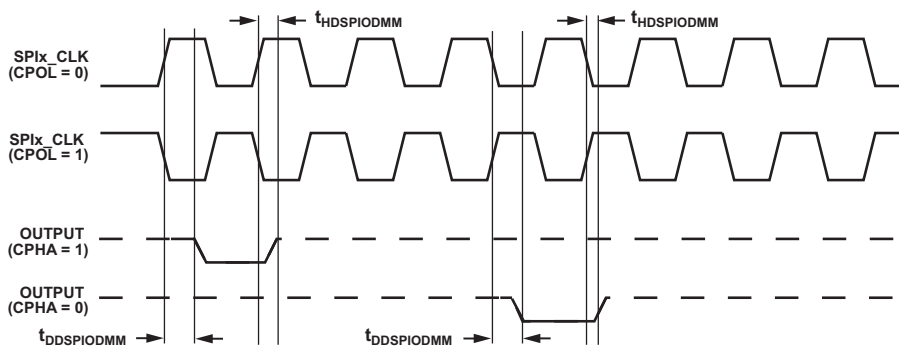 tHDSPIODMM
tHDSPIODMM
SPIx_CLK
(CPOL = 0)
SPIx_CLK
(CPOL = 1)
OUTPUT
(CPHA = 1)
OUTPUT
(CPHA = 0)
tDDSPIODMM
tDDSPIODMM